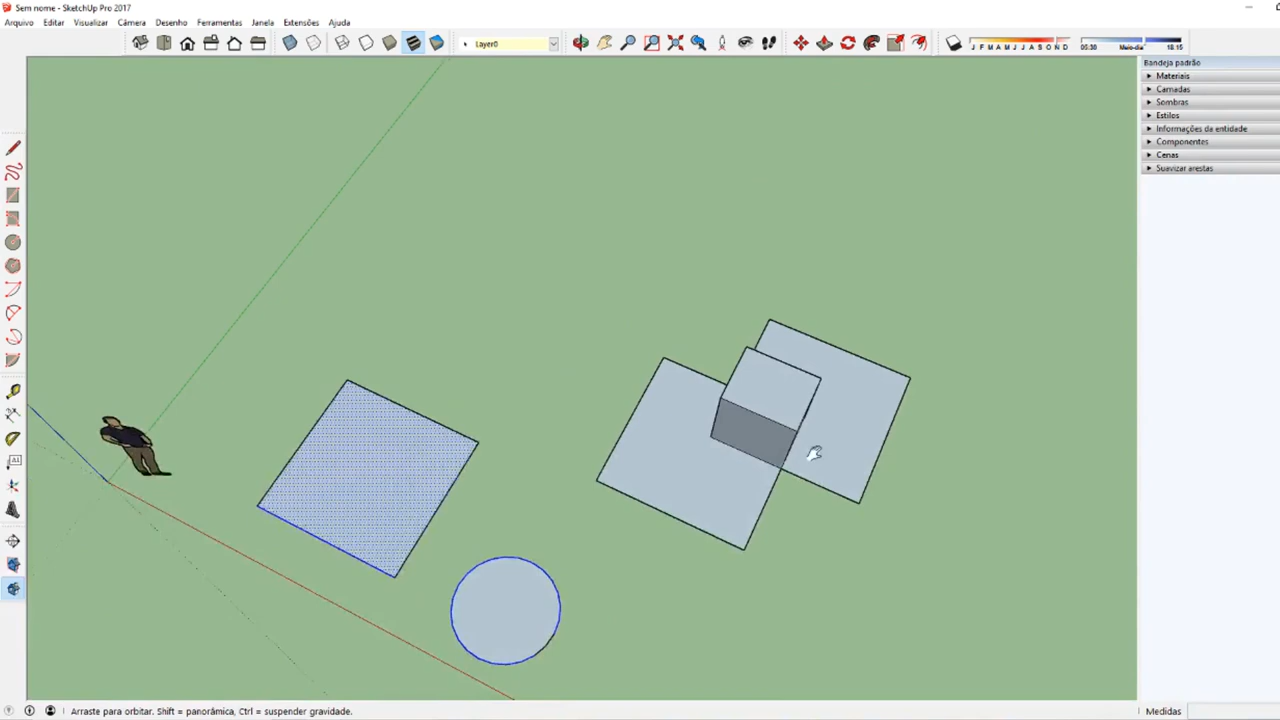 Sem nome - SketchUp Pro 2017
Arquivo Editar Visualizar Câmera Desenho Ferramentas Janela Extensões Ajuda
Layer0
J F M A M J J A S O N D
05:30 Meio-dia 18:15
Bandeja padrão
Materiais
Camadas
Sombras
Estilos
Informações da entidade
Componentes
Cenas
Suavizar arestas
A1
Arraste para orbitar. Shift = panorâmica, Ctrl = suspender gravidade.
Medidas